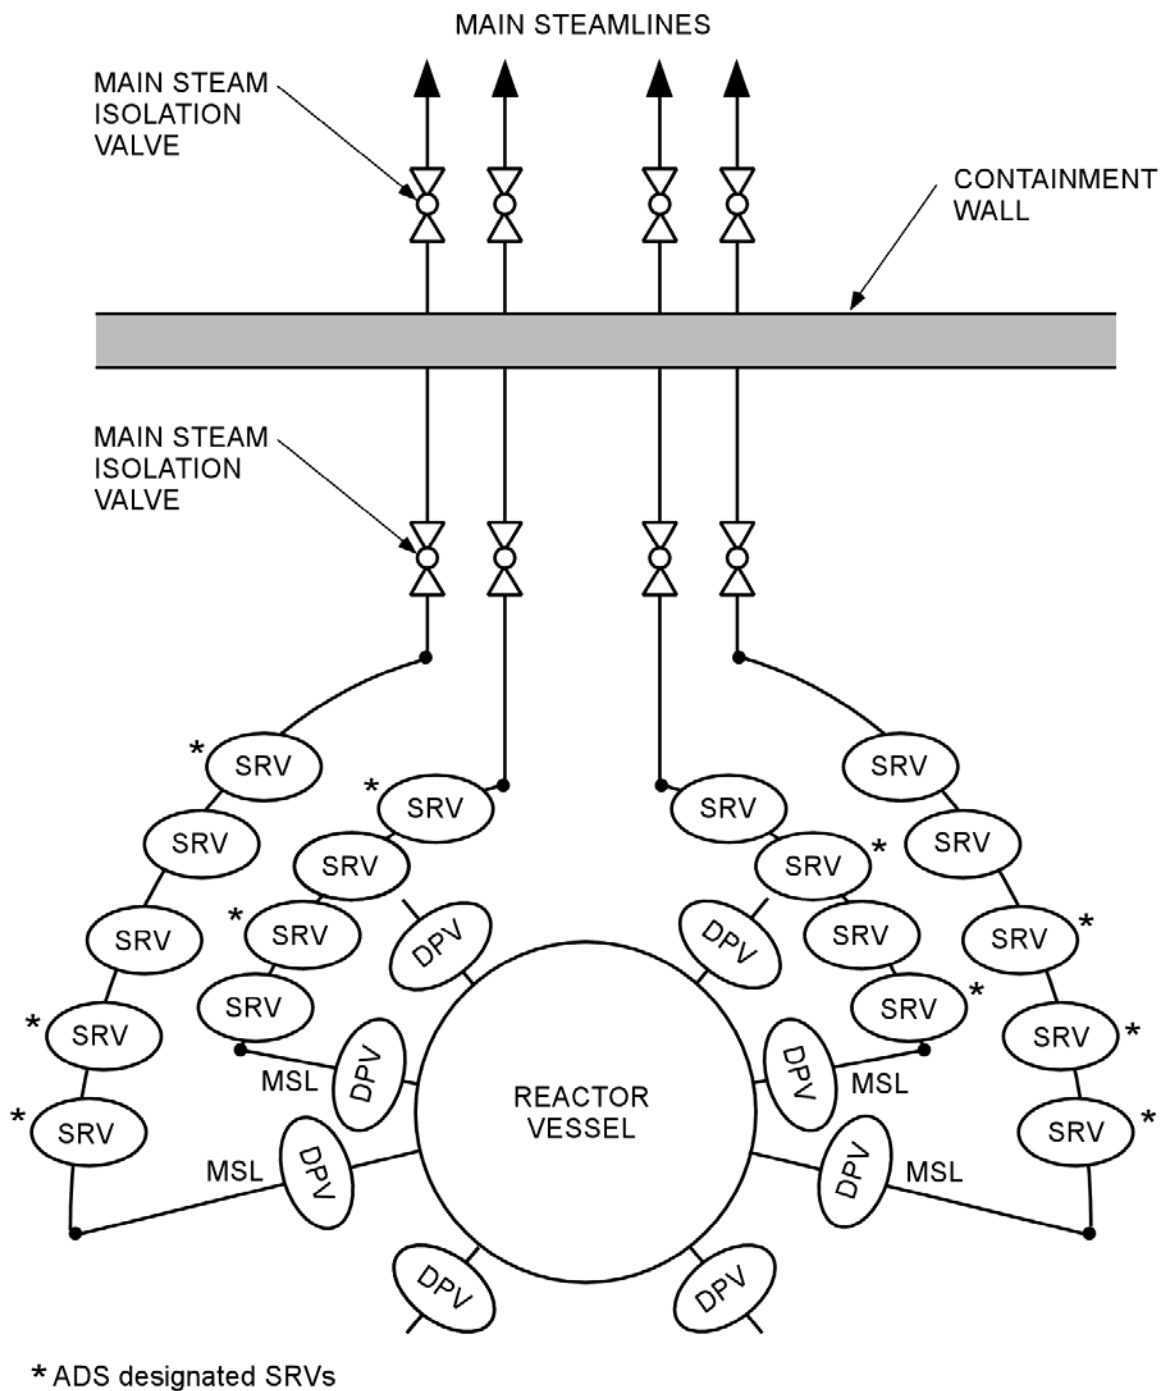 MAIN STEAMLINES
MAIN STEAM
ISOLATION
VALVE
CONTAINMENT
WALL
MAIN STEAM
ISOLATION
VALVE
* SRV
SRV
* SRV
SRV
SRV
SRV
SRV
SRV *
SRV
* SRV
SRV
SRV
SRV *
DPV
DPV
SRV
SRV *
* SRV
SRV *
DPV
DPV
MSL
MSL
REACTOR
VESSEL
* SRV
SRV *
DPV
DPV
MSL
MSL
DPV
DPV
* ADS designated SRVs